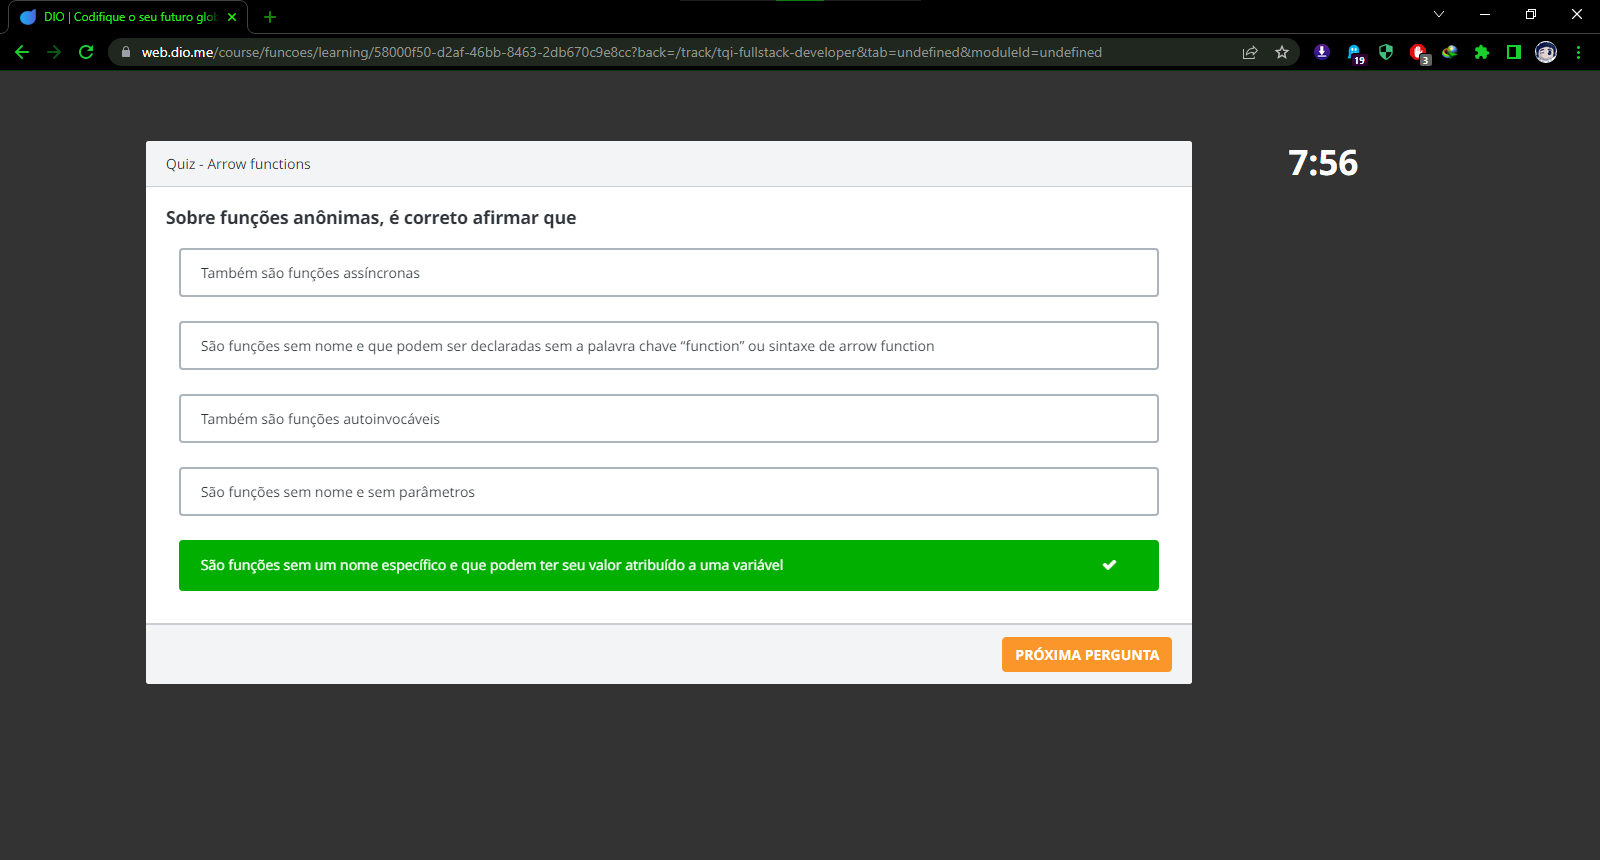 DIO | Codifique o seu futuro glob
web.dio.me/course/funcoes/learning/58000f50-d2af-46bb-8463-2db670c9e8cc?back=/track/tqi-fullstack-developer&tab=undefined&moduleId=undefined
19
3
Quiz - Arrow functions
7:56
Sobre funções anônimas, é correto afirmar que
Também são funções assíncronas
São funções sem nome e que podem ser declaradas sem a palavra chave “function” ou sintaxe de arrow function
Também são funções autoinvocáveis
São funções sem nome e sem parâmetros
São funções sem um nome específico e que podem ter seu valor atribuído a uma variável
PRÓXIMA PERGUNTA